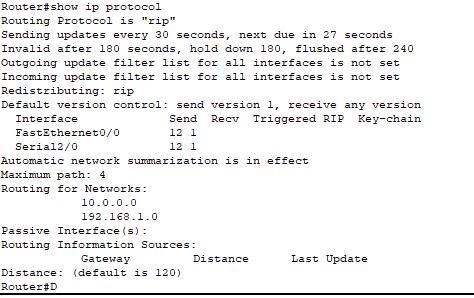 Router#show ip protocol
Routing Protocol is "rip"
Sending updates every 30 seconds, next due in 27 seconds
Invalid after 180 seconds, hold down 180, flushed after 240
Outgoing update filter list for all interfaces is not set
Incoming update filter list for all interfaces is not set
Redistributing: rip
Default version control: send version 1, receive any version
  Interface             Send  Recv  Triggered RIP  Key-chain
  FastEthernet0/0       12 1
  Serial2/0             12 1
Automatic network summarization is in effect
Maximum path: 4
Routing for Networks:
            10.0.0.0
            192.168.1.0
Passive Interface(s):
Routing Information Sources:
            Gateway         Distance      Last Update
Distance: (default is 120)
Router#D